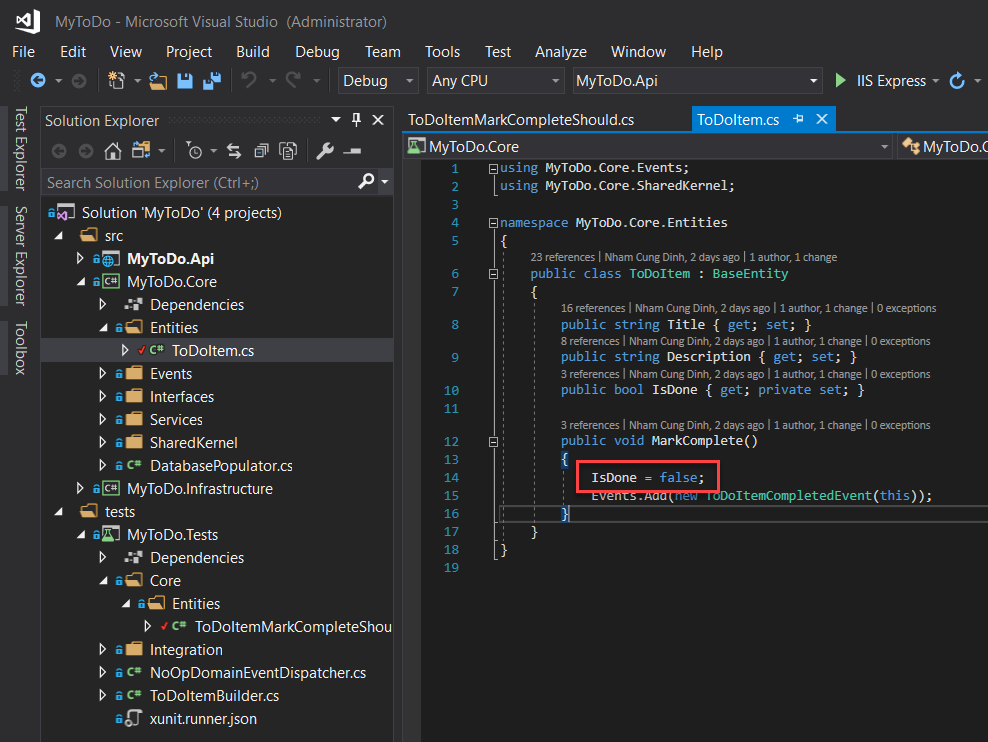 MyToDo - Microsoft Visual Studio (Administrator)
File Edit View Project Build Debug Team Tools Test Analyze Window Help
Debug Any CPU MyToDo.Api IIS Express
Test Explorer
Server Explorer
Toolbox
Solution Explorer
Search Solution Explorer (Ctrl+;)
Solution 'MyToDo' (4 projects)
src
MyToDo.Api
C# MyToDo.Core
Dependencies
Entities
C# ToDoItem.cs
Events
Interfaces
Services
SharedKernel
C# DatabasePopulator.cs
C# MyToDo.Infrastructure
tests
MyToDo.Tests
Dependencies
Core
Entities
C# ToDoItemMarkCompleteShou
Integration
C# NoOpDomainEventDispatcher.cs
C# ToDoItemBuilder.cs
xunit.runner.json
ToDoItemMarkCompleteShould.cs ToDoItem.cs
MyToDo.Core MyToDo.C
1 using MyToDo.Core.Events;
2 using MyToDo.Core.SharedKernel;
3
4 namespace MyToDo.Core.Entities
5 {
23 references | Nham Cung Dinh, 2 days ago | 1 author, 1 change
6 public class ToDoItem : BaseEntity
7 {
16 references | Nham Cung Dinh, 2 days ago | 1 author, 1 change | 0 exceptions
8 public string Title { get; set; }
8 references | Nham Cung Dinh, 2 days ago | 1 author, 1 change | 0 exceptions
9 public string Description { get; set; }
3 references | Nham Cung Dinh, 2 days ago | 1 author, 1 change | 0 exceptions
10 public bool IsDone { get; private set; }
11
3 references | Nham Cung Dinh, 2 days ago | 1 author, 1 change | 0 exceptions
12 public void MarkComplete()
13 {
14 IsDone = false;
15 Events.Add(new ToDoItemCompletedEvent(this));
16 }
17 }
18 }
19